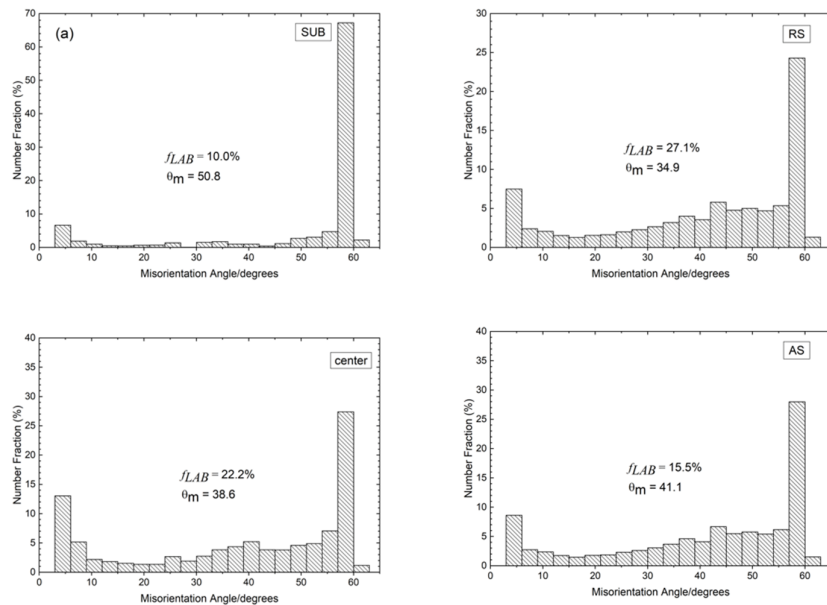 (a)
SUB
70
60
50
40
30
20
10
0
Number Fraction (%)
fLAB = 10.0%
θm = 50.8
0 10 20 30 40 50 60
Misorientation Angle/degrees
RS
30
25
20
15
10
5
0
Number Fraction (%)
fLAB = 27.1%
θm = 34.9
0 10 20 30 40 50 60
Misorientation Angle/degrees
center
40
35
30
25
20
15
10
5
0
Number Fraction (%)
fLAB = 22.2%
θm = 38.6
0 10 20 30 40 50 60
Misorientation Angle/degrees
AS
40
35
30
25
20
15
10
5
0
Number Fraction (%)
fLAB = 15.5%
θm = 41.1
0 10 20 30 40 50 60
Misorientation Angle/degrees